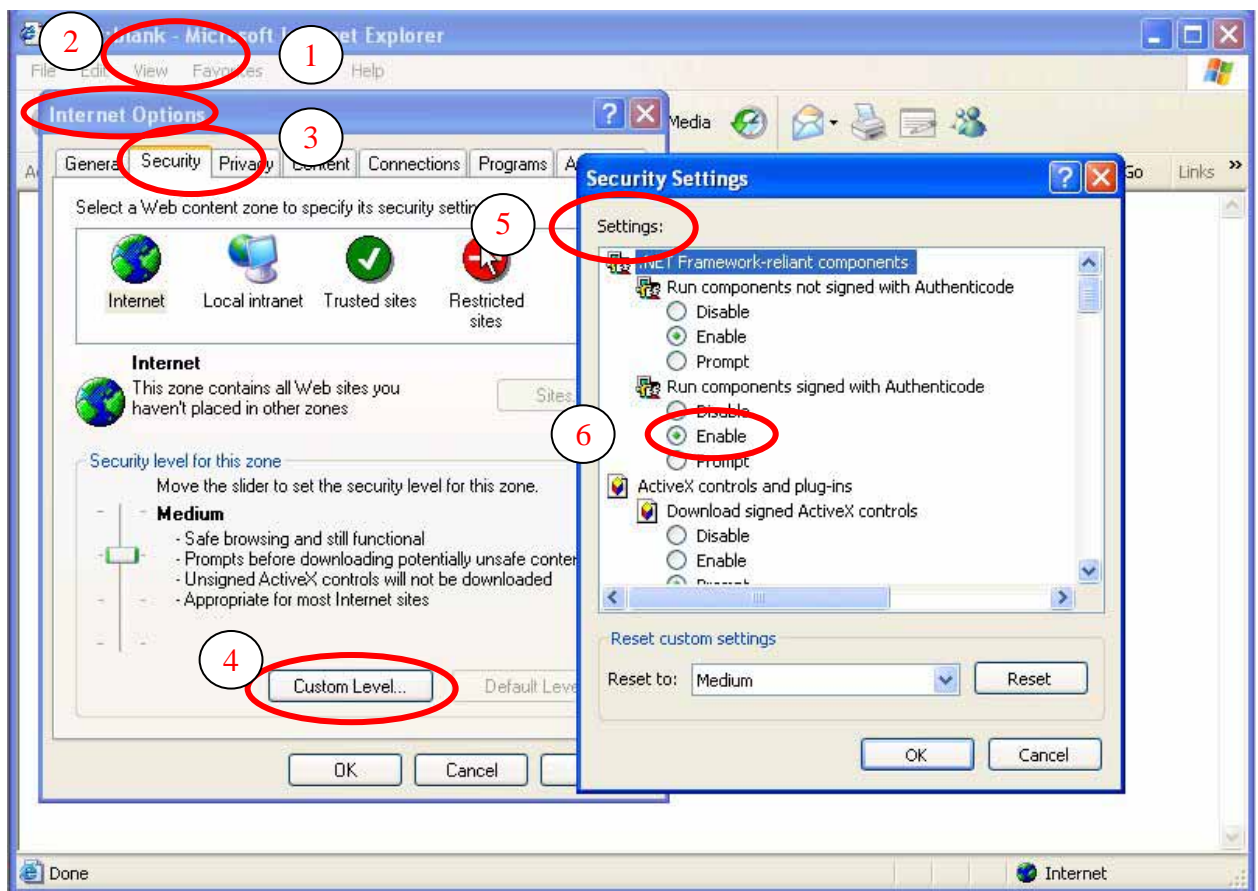 2
1
blank - Microsoft Internet Explorer
File Edit View Favorites Help
Internet Options
Media
Go
Links
3
General Security Privacy Content Connections Programs
Select a Web content zone to specify its security
5
Internet
Local intranet
Trusted sites
Restricted
sites
Internet
This zone contains all Web sites you
haven't placed in other zones
Sites
Security level for this zone
Move the slider to set the security level for this zone.
Medium
- Safe browsing and still functional
- Prompts before downloading potentially unsafe
- Unsigned ActiveX controls will not be downloaded
- Appropriate for most Internet sites
4
Custom Level...
Default
OK
Cancel
Security Settings
Settings:
.NET Framework-reliant components
Run components not signed with Authenticode
Disable
Enable
Prompt
Run components signed with Authenticode
Disable
6
Enable
Prompt
ActiveX controls and plug-ins
Download signed ActiveX controls
Disable
Enable
Prompt
Reset custom settings
Reset to: Medium
Reset
OK
Cancel
Done
Internet